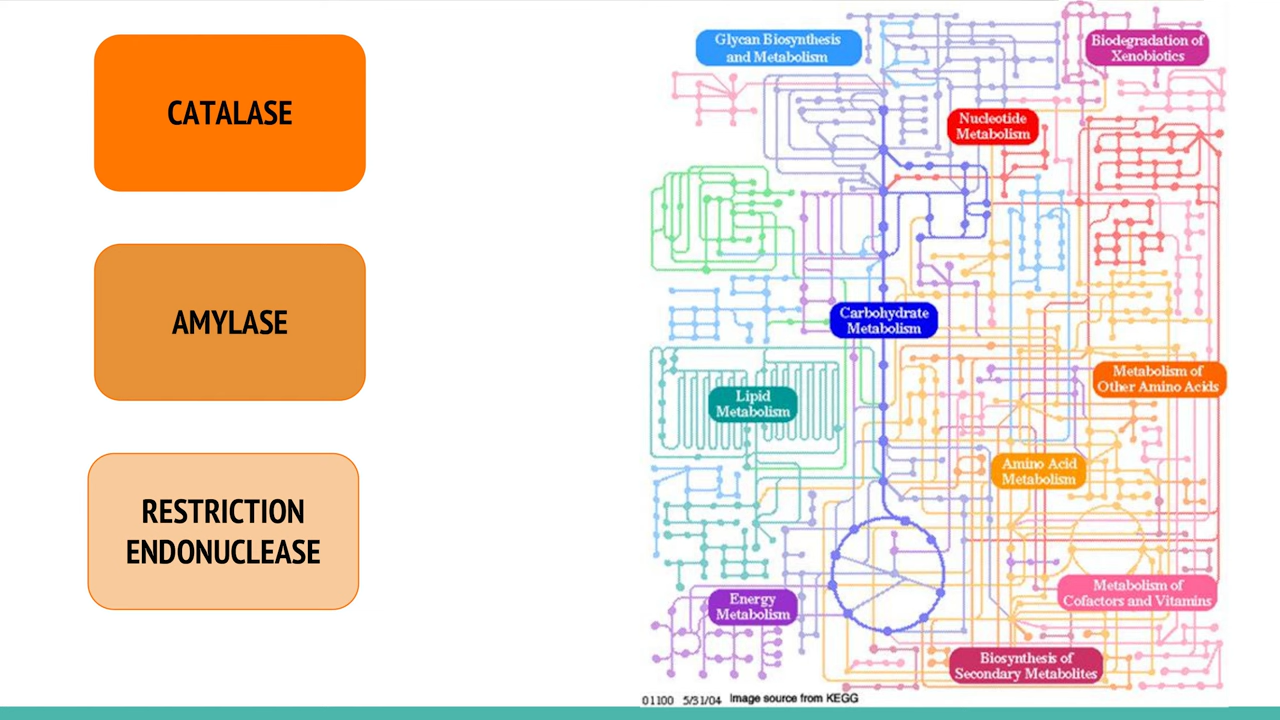 CATALASE
AMYLASE
RESTRICTION
ENDONUCLEASE
Glycan Biosynthesis
and Metabolism
Biodegradation of
Xenobiotics
Nucleotide
Metabolism
Carbohydrate
Metabolism
Metabolism of
Other Amino Acids
Lipid
Metabolism
Amino Acid
Metabolism
Metabolism of
Cofactors and Vitamins
Energy
Metabolism
Biosynthesis of
Secondary Metabolites
01100 5/31/04 Image source from KEGG